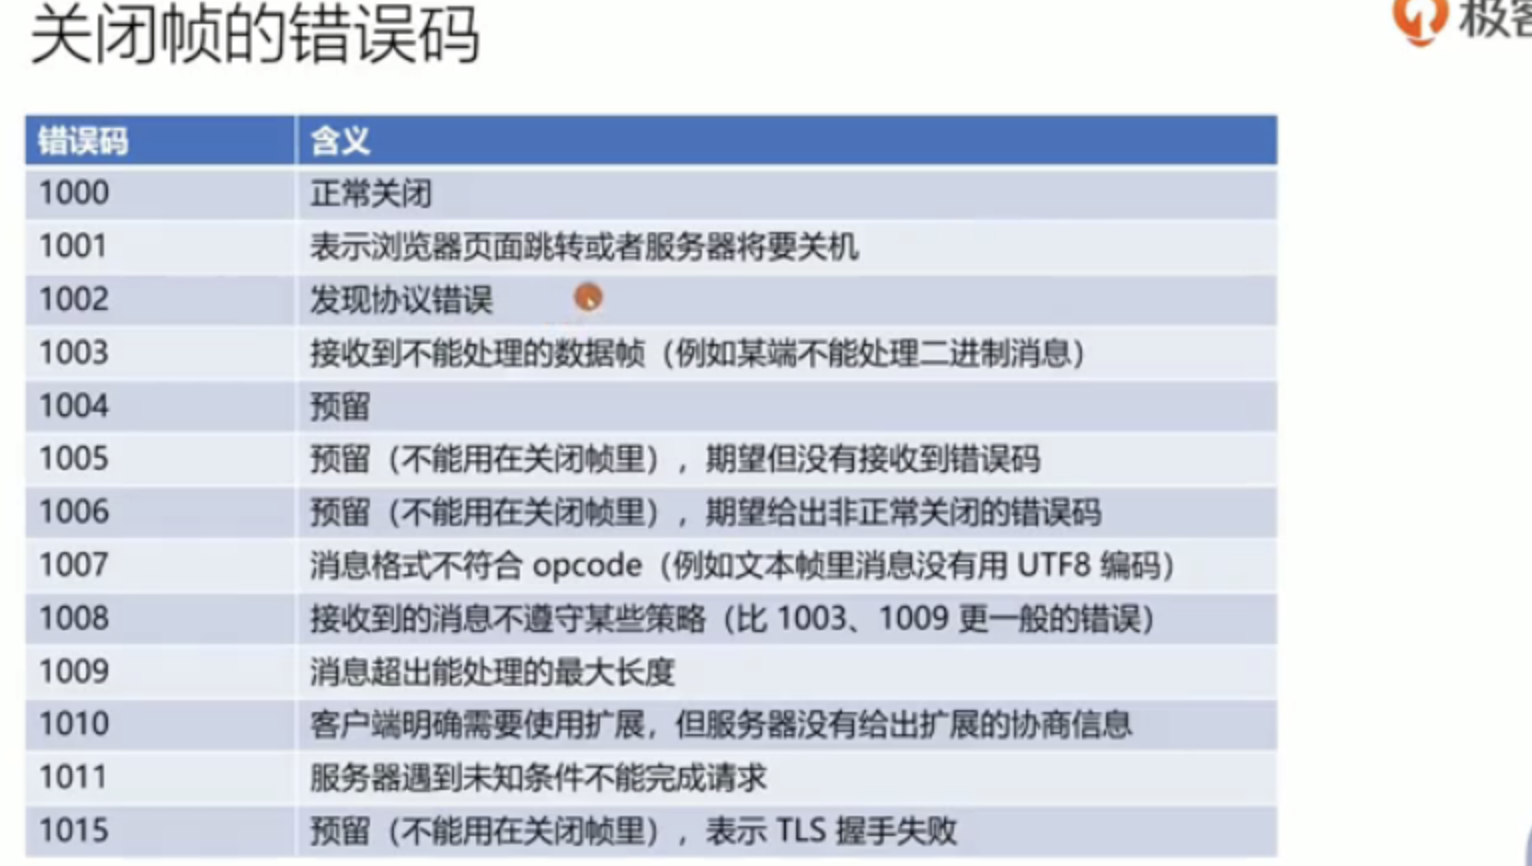 关闭帧的错误码
极客
错误码 含义
1000 正常关闭
1001 表示浏览器页面跳转或者服务器将要关机
1002 发现协议错误
1003 接收到不能处理的数据帧（例如某端不能处理二进制消息）
1004 预留
1005 预留（不能用在关闭帧里），期望但没有接收到错误码
1006 预留（不能用在关闭帧里），期望给出非正常关闭的错误码
1007 消息格式不符合 opcode（例如文本帧里消息没有用 UTF8 编码）
1008 接收到的消息不遵守某些策略（比 1003、1009 更一般的错误）
1009 消息超出能处理的最大长度
1010 客户端明确需要使用扩展，但服务器没有给出扩展的协商信息
1011 服务器遇到未知条件不能完成请求
1015 预留（不能用在关闭帧里），表示 TLS 握手失败